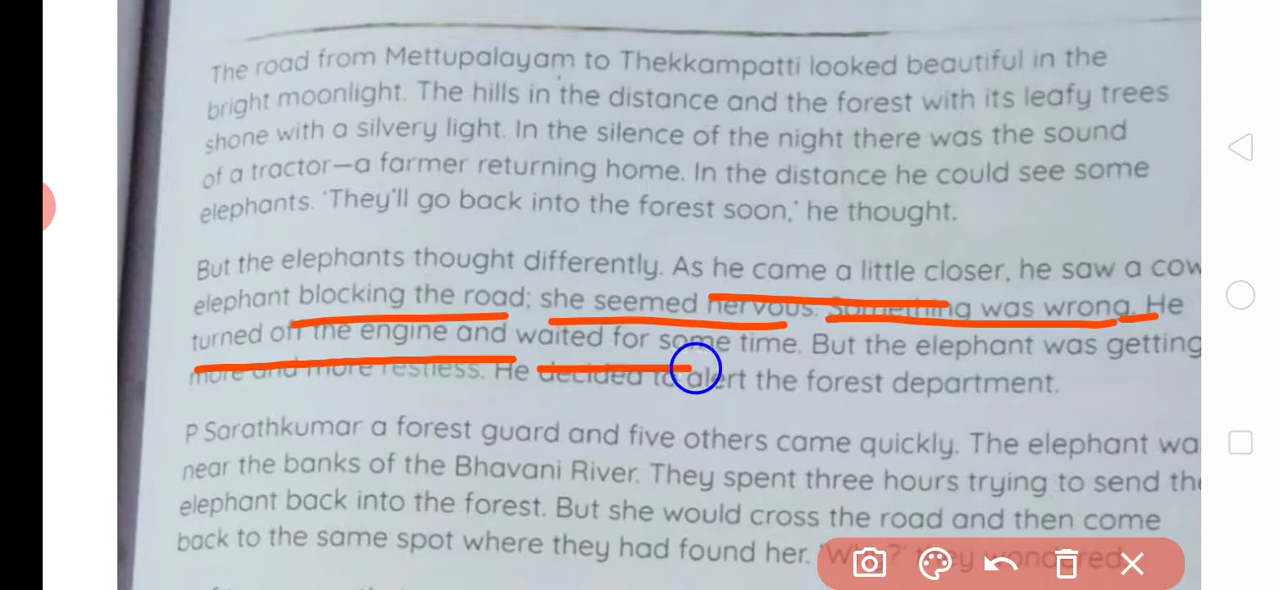 The road from Mettupalayam to Thekkampatti looked beautiful in the
bright moonlight. The hills in the distance and the forest with its leafy trees
shone with a silvery light. In the silence of the night there was the sound
of a tractor—a farmer returning home. In the distance he could see some
elephants. 'They'll go back into the forest soon,' he thought.
But the elephants thought differently. As he came a little closer, he saw a cow
elephant blocking the road; she seemed nervous. Something was wrong. He
turned off the engine and waited for some time. But the elephant was getting
more and more restless. He decided to alert the forest department.
P Sarathkumar a forest guard and five others came quickly. The elephant wa
near the banks of the Bhavani River. They spent three hours trying to send the
elephant back into the forest. But she would cross the road and then come
back to the same spot where they had found her. 'Why?' they wondered